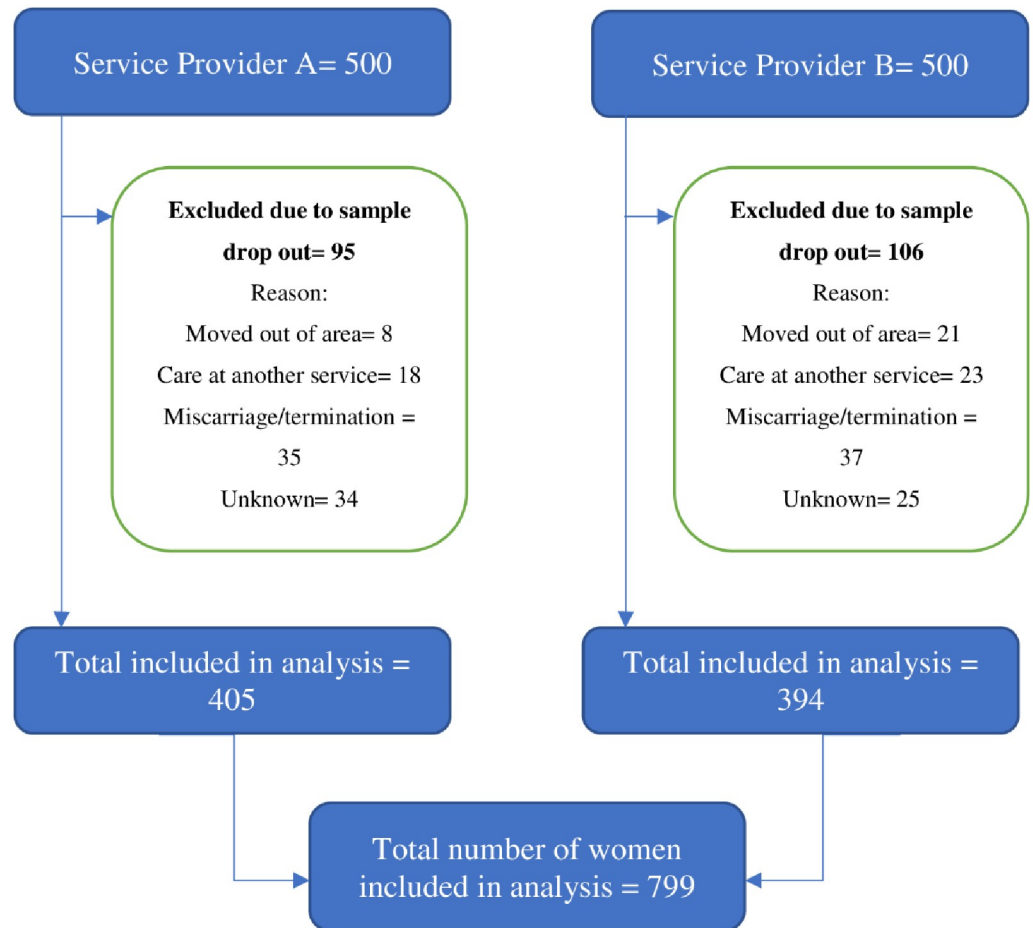 Service Provider A= 500
Service Provider B= 500
Excluded due to sample
drop out= 95
Reason:
Moved out of area= 8
Care at another service= 18
Miscarriage/termination =
35
Unknown= 34
Excluded due to sample
drop out= 106
Reason:
Moved out of area= 21
Care at another service= 23
Miscarriage/termination =
37
Unknown= 25
Total included in analysis =
405
Total included in analysis =
394
Total number of women
included in analysis = 799